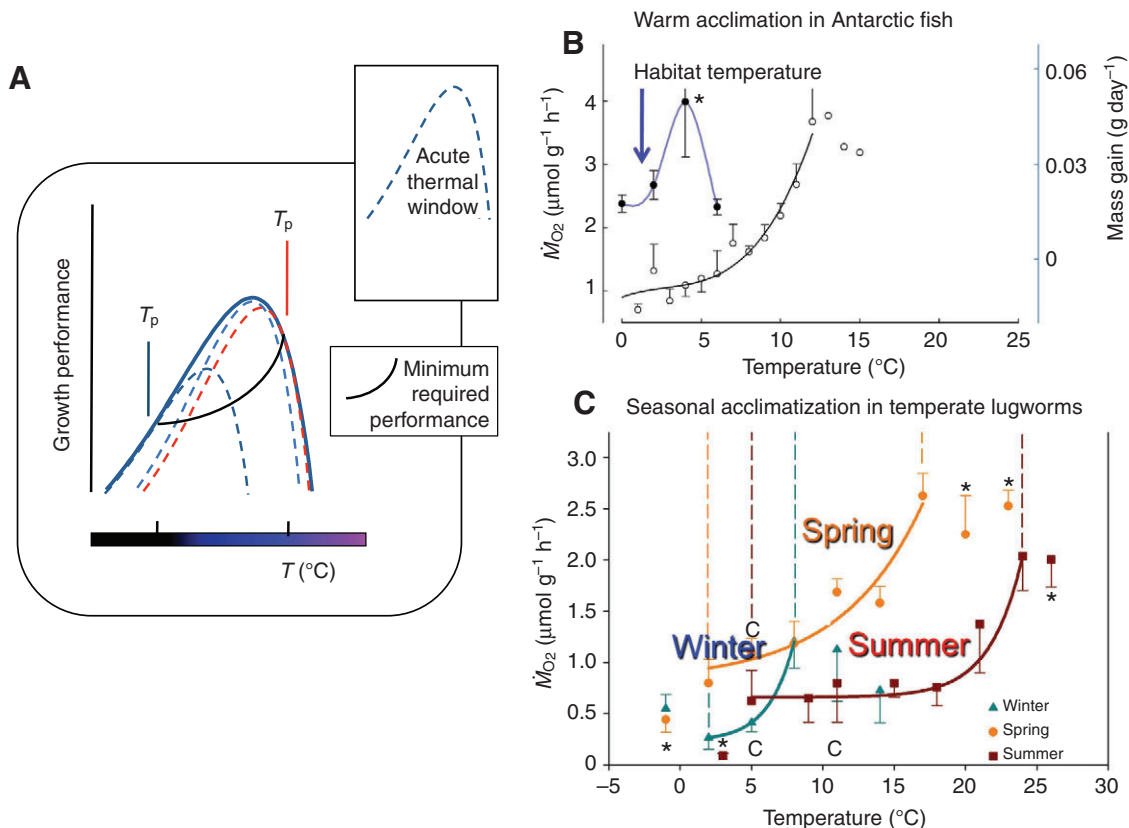 A
Acute
thermal
window
Tp
Tp
Growth performance
Minimum
required
performance
T (°C)
Warm acclimation in Antarctic fish
B
Habitat temperature
*
4
3
2
1
ṀO2 (μmol g–1 h–1)
0.06
0.03
0
Mass gain (g day–1)
0 5 10 15 20 25
Temperature (°C)
C Seasonal acclimatization in temperate lugworms
3.0
2.5
2.0
1.5
1.0
0.5
0
ṀO2 (μmol g–1 h–1)
* *
Spring
C
Winter Summer
*
* * C C
Winter
Spring
Summer
–5 0 5 10 15 20 25 30
Temperature (°C)